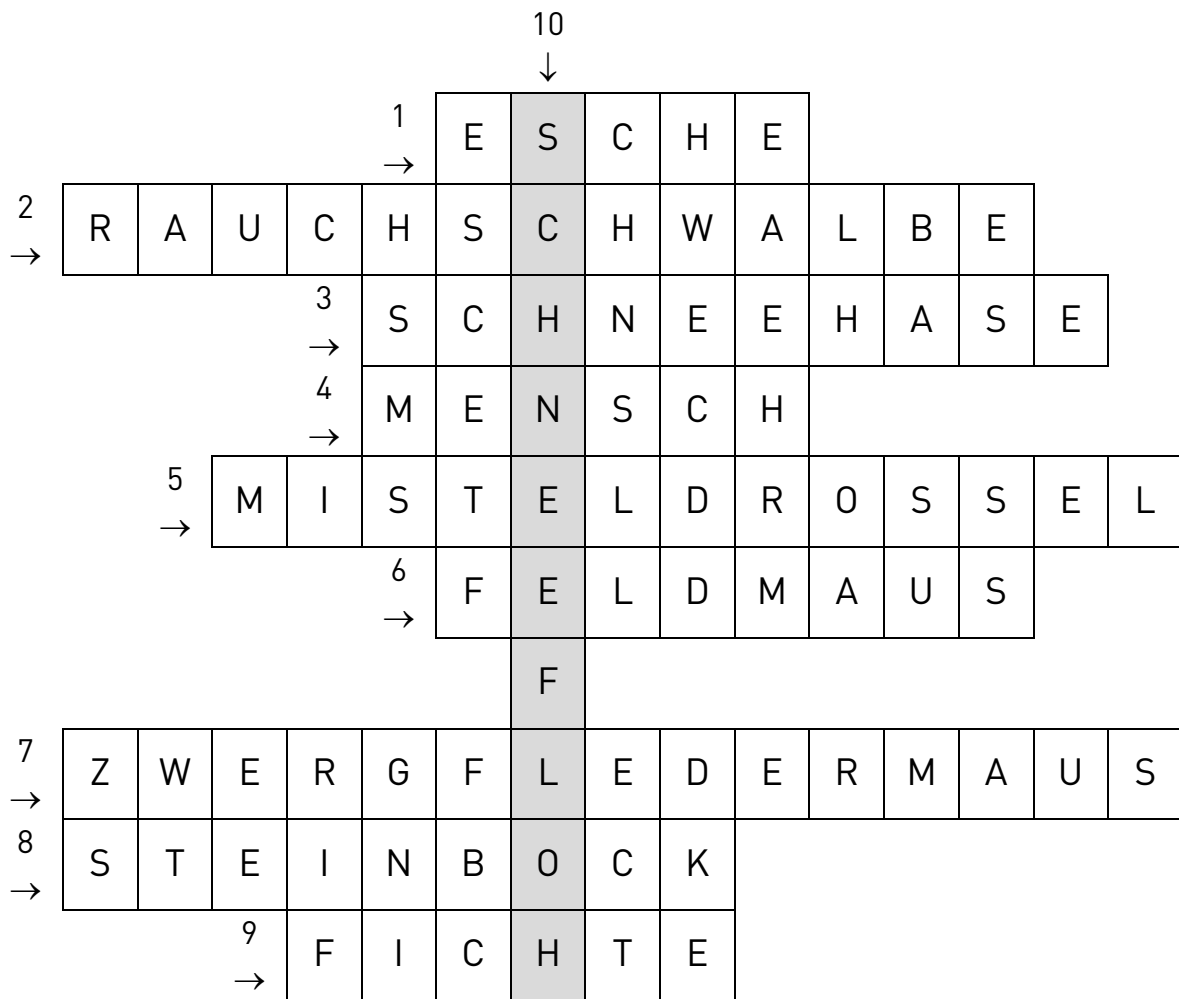 10
↓
1 → E S C H E
2 → R A U C H S C H W A L B E
3 → S C H N E E H A S E
4 → M E N S C H
5 → M I S T E L D R O S S E L
6 → F E L D M A U S
F
7 → Z W E R G F L E D E R M A U S
8 → S T E I N B O C K
9 → F I C H T E